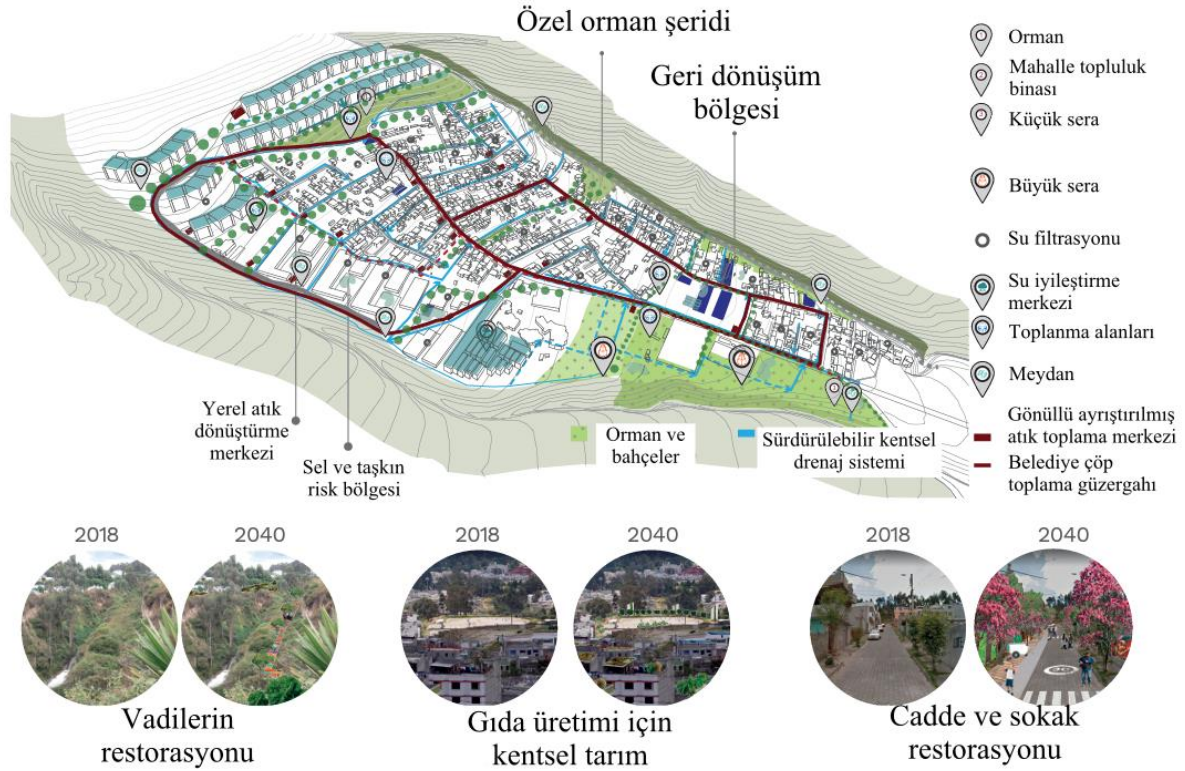 Özel orman şeridi
Geri dönüşüm
bölgesi
Orman
Mahalle topluluk
binası
Küçük sera
Büyük sera
Su filtrasyonu
Su iyileştirme
merkezi
Toplanma alanları
Meydan
Gönüllü ayrıştırılmış
atık toplama merkezi
Belediye çöp
toplama güzergahı
Yerel atık
dönüştürme
merkezi
Sel ve taşkın
risk bölgesi
Orman ve
bahçeler
Sürdürülebilir kentsel
drenaj sistemi
2018
2040
Vadilerin
restorasyonu
2018
2040
Gıda üretimi için
kentsel tarım
2018
2040
Cadde ve sokak
restorasyonu